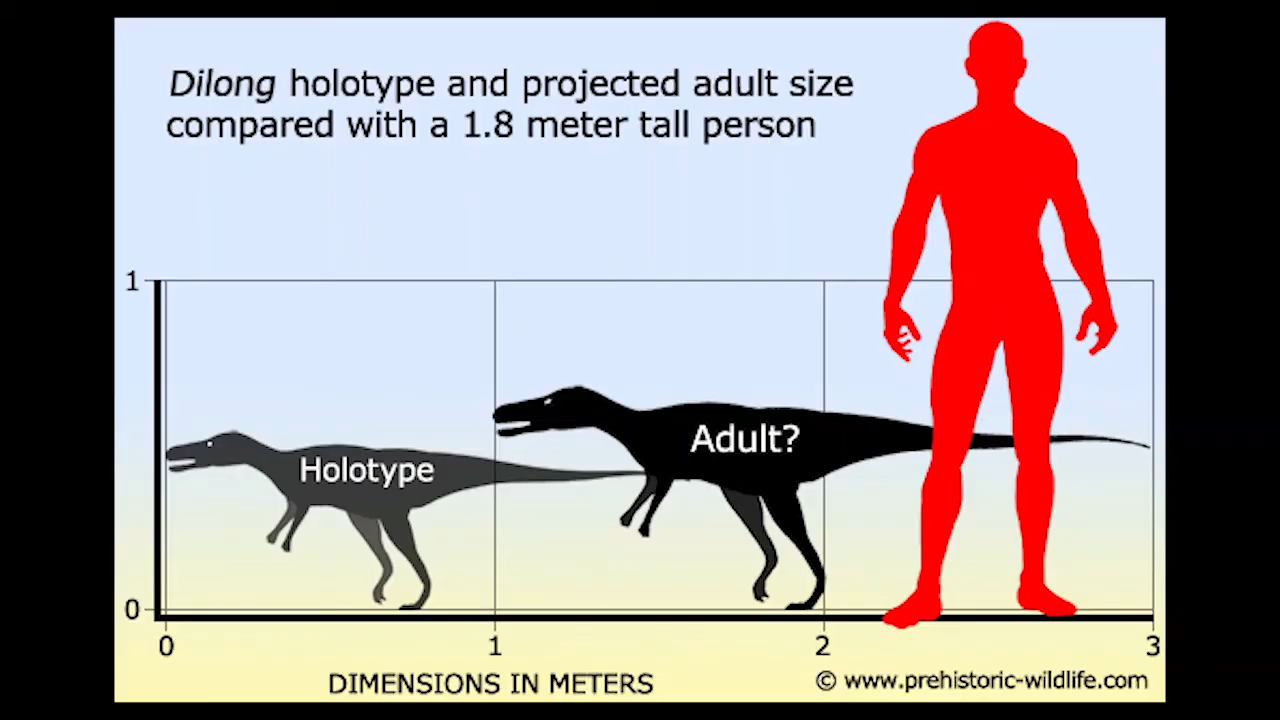 Dilong holotype and projected adult size
compared with a 1.8 meter tall person
1
Adult?
Holotype
0
0 1 2 3
DIMENSIONS IN METERS
© www.prehistoric-wildlife.com